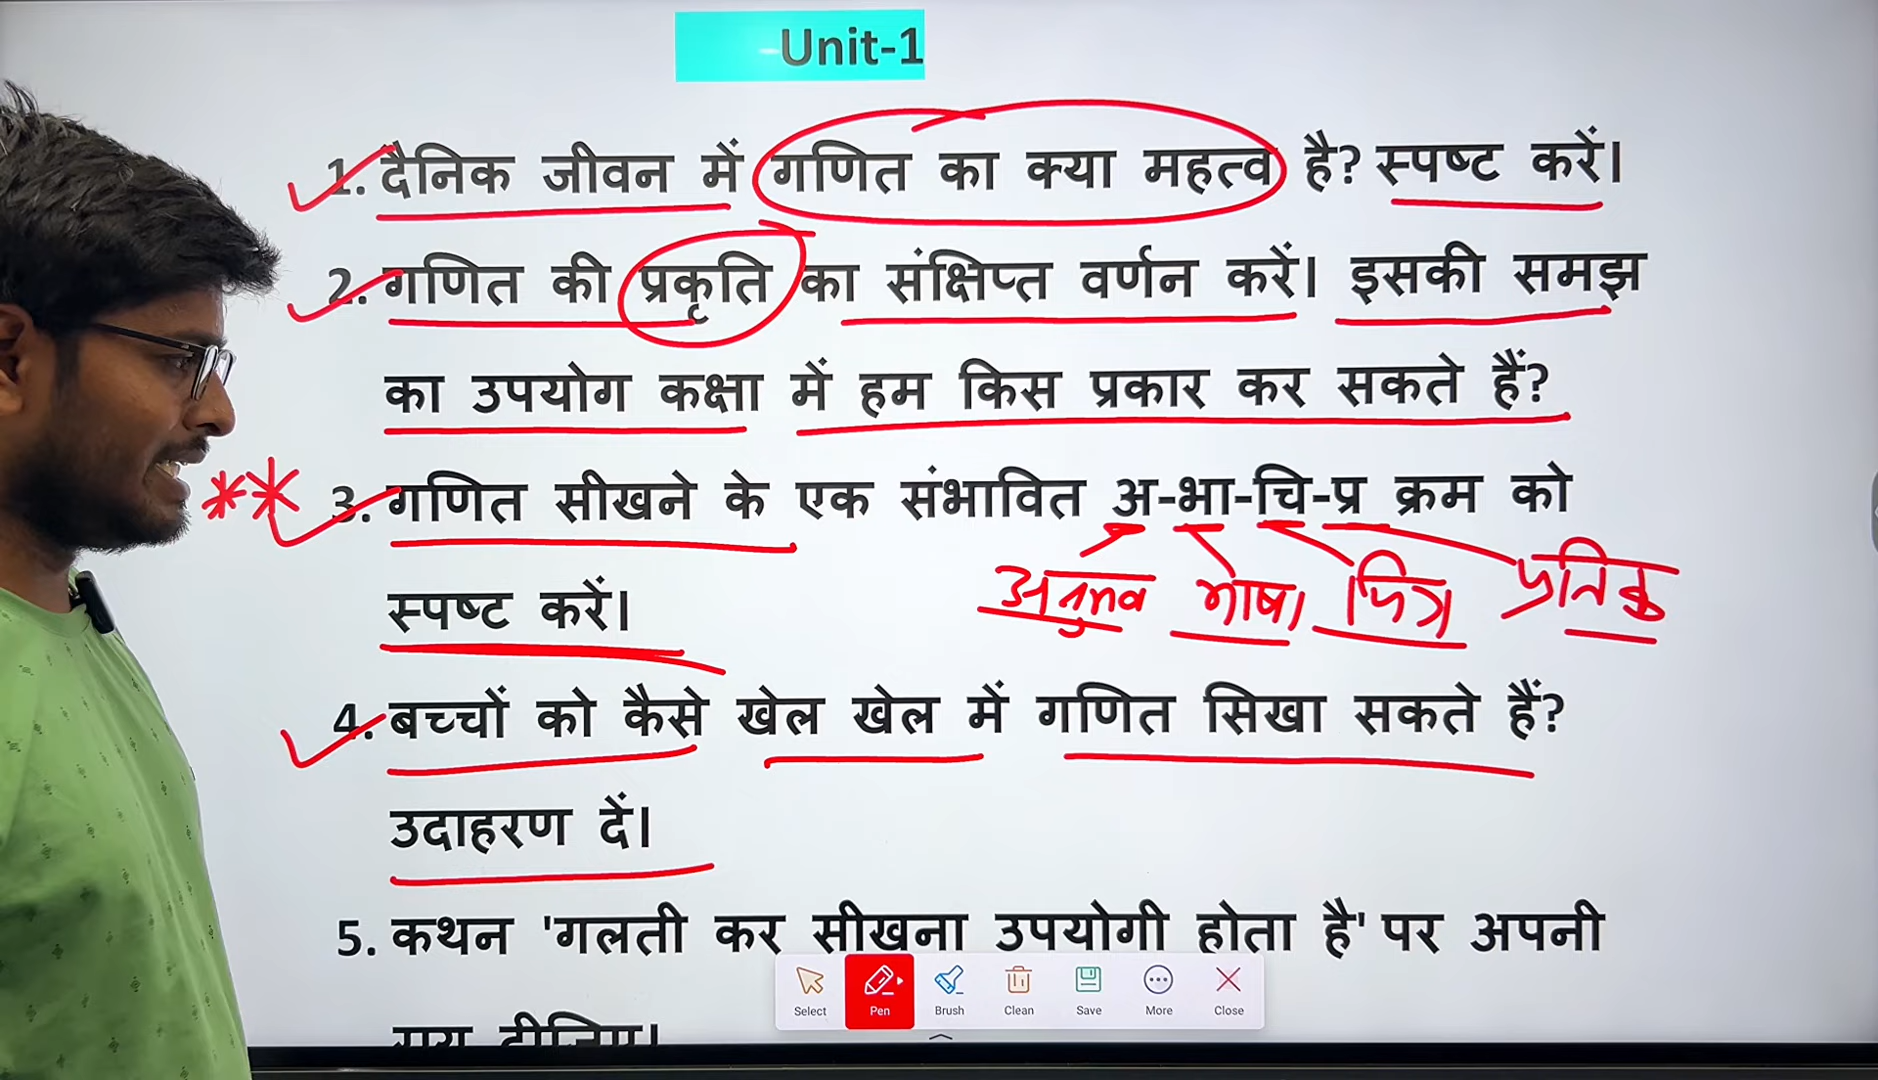 Unit-1
1. दैनिक जीवन में गणित का क्या महत्व है? स्पष्ट करें।
2. गणित की प्रकृति का संक्षिप्त वर्णन करें। इसकी समझ
का उपयोग कक्षा में हम किस प्रकार कर सकते हैं?
3. गणित सीखने के एक संभावित अ-भा-चि-प्र क्रम को
अनुभव भाषा चित्र प्रतिक
स्पष्ट करें।
4. बच्चों को कैसे खेल खेल में गणित सिखा सकते हैं?
उदाहरण दें।
5. कथन 'गलती कर सीखना उपयोगी होता है' पर अपनी
Select Pen Brush Clean Save More Close